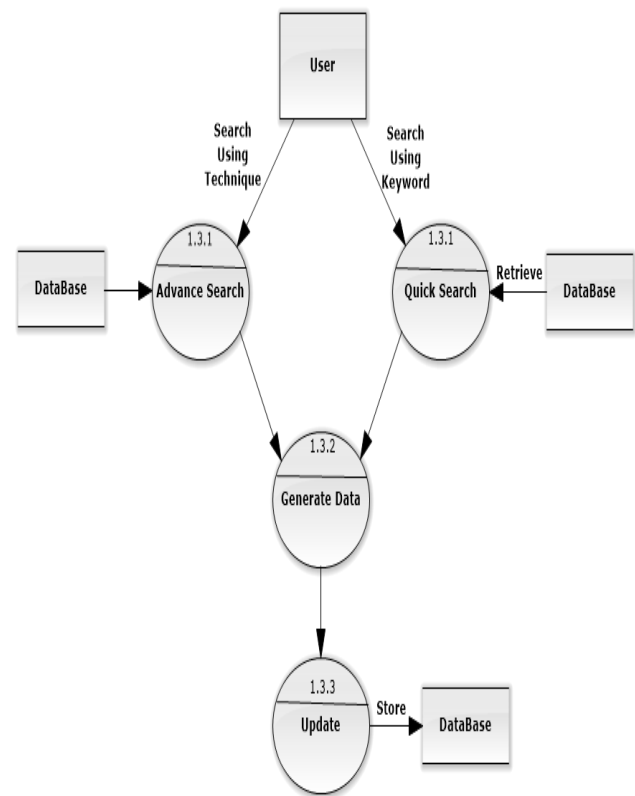 User
Search
Using
Technique
Search
Using
Keyword
1.3.1
Advance Search
1.3.1
Quick Search
DataBase
Retrieve
DataBase
1.3.2
Generate Data
1.3.3
Update
Store
DataBase